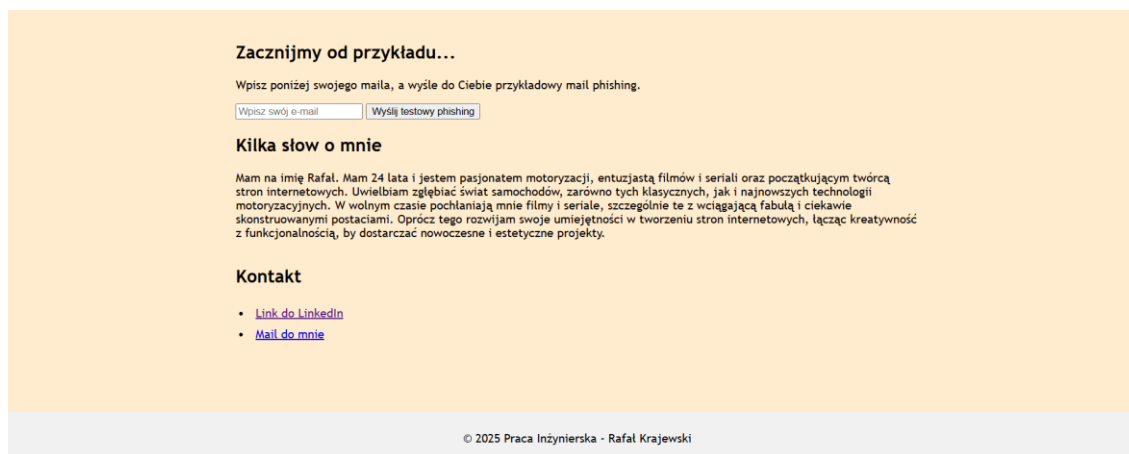 Zacznijmy od przykładu...
Wpisz poniżej swojego maila, a wyśle do Ciebie przykładowy mail phishing.
Wpisz swój e-mail
Wyślij testowy phishing
Kilka słow o mnie
Mam na imię Rafał. Mam 24 lata i jestem pasjonatem motoryzacji, entuzjastą filmów i seriali oraz początkującym twórcą
stron internetowych. Uwielbiam zgłębiać świat samochodów, zarówno tych klasycznych, jak i najnowszych technologii
motoryzacyjnych. W wolnym czasie pochłaniają mnie filmy i seriale, szczególnie te z wciągającą fabułą i ciekawie
skonstruowanymi postaciami. Oprócz tego rozwijam swoje umiejętności w tworzeniu stron internetowych, łącząc kreatywność
z funkcjonalnością, by dostarczać nowoczesne i estetyczne projekty.
Kontakt
• Link do LinkedIn
• Mail do mnie
© 2025 Praca Inżynierska - Rafał Krajewski